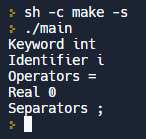 > sh -c make -s
> ./main
Keyword int
Identifier i
Operators =
Real 0
Separators ;
>